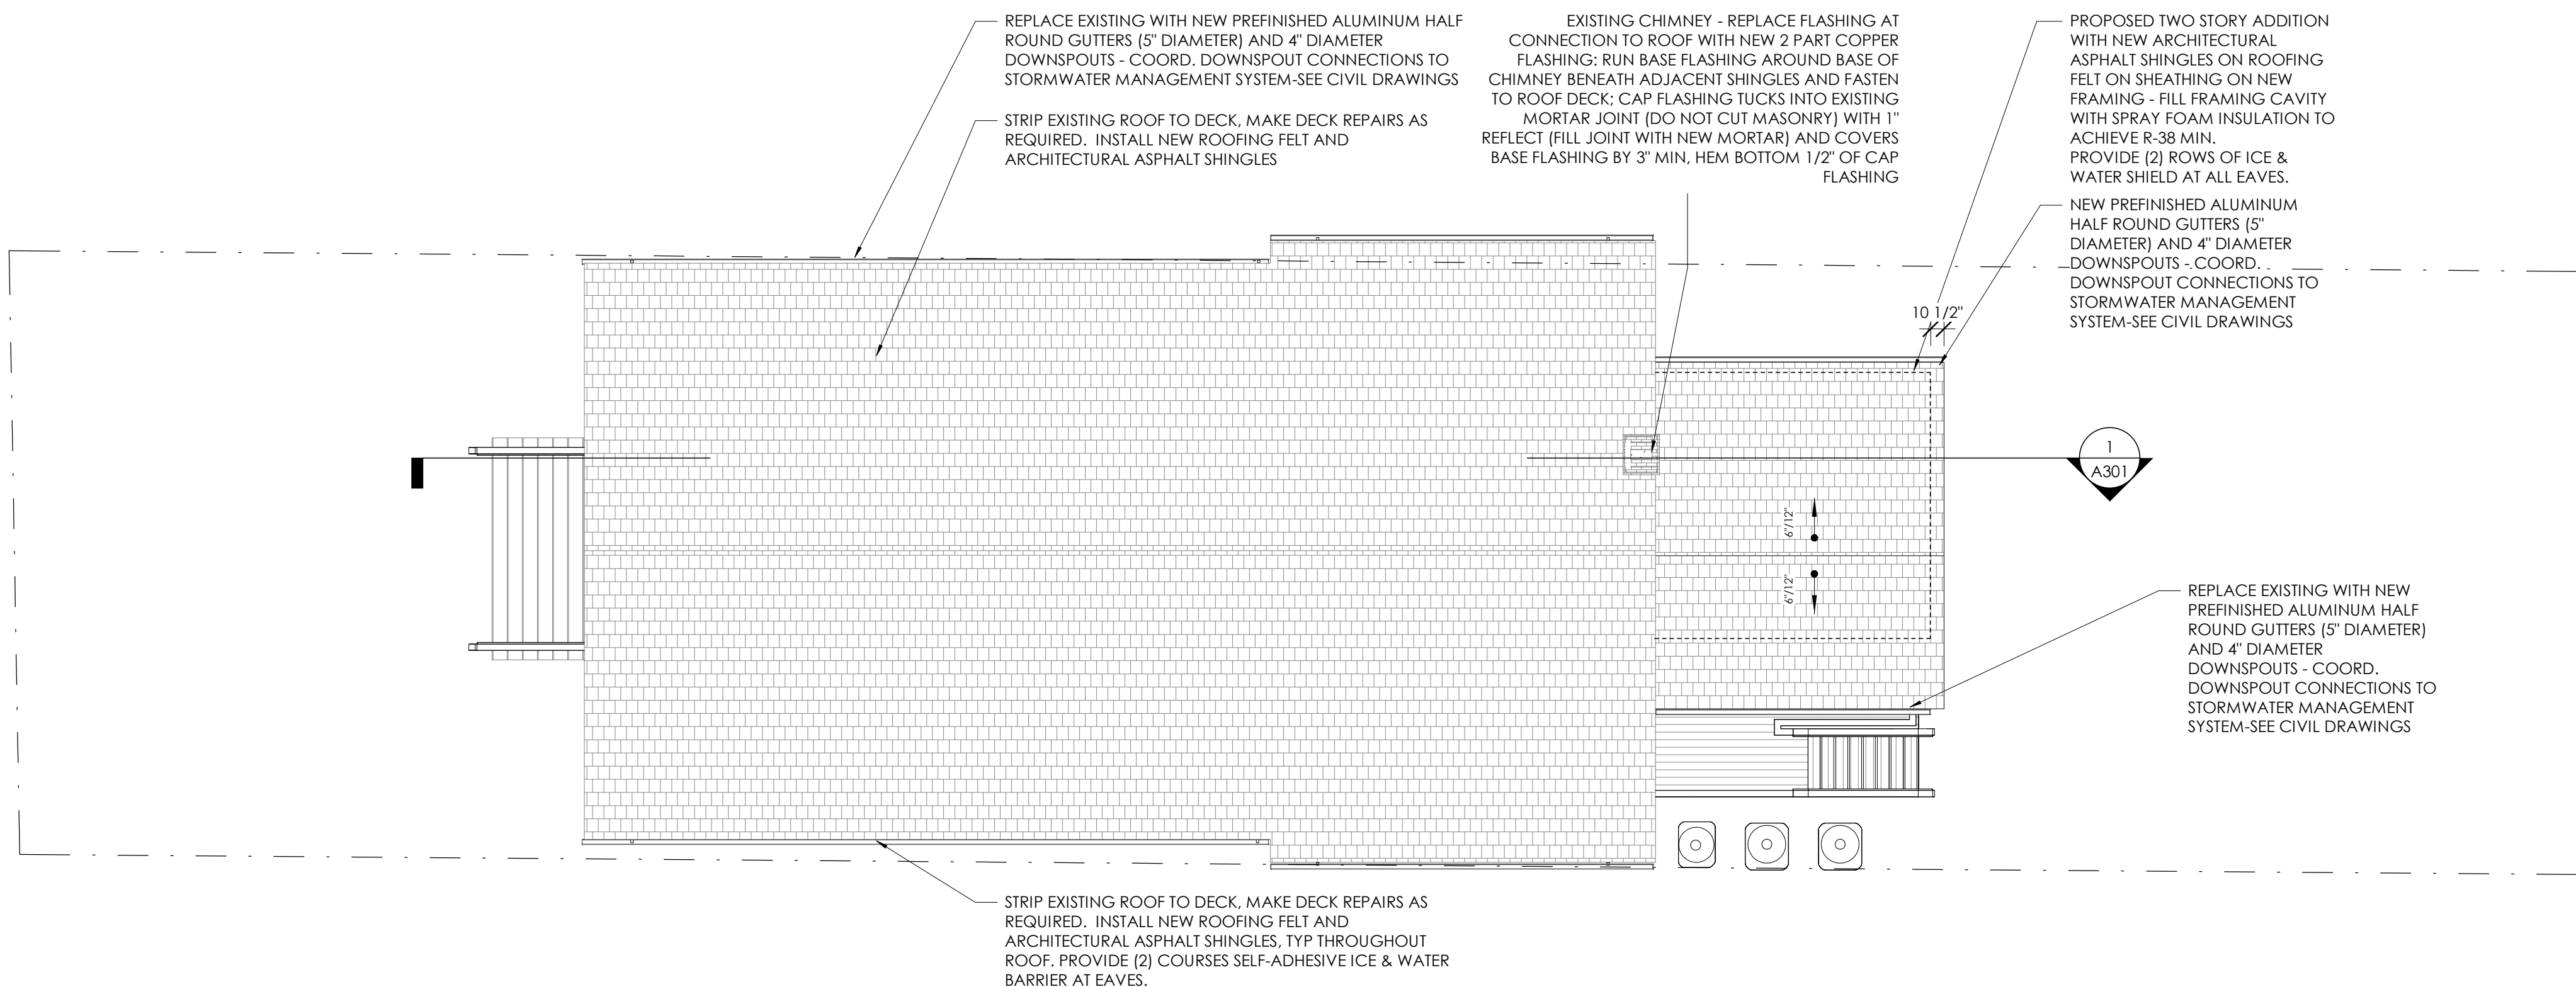 REPLACE EXISTING WITH NEW PREFINISHED ALUMINUM HALF
ROUND GUTTERS (5" DIAMETER) AND 4" DIAMETER
DOWNSPOUTS - COORD. DOWNSPOUT CONNECTIONS TO
STORMWATER MANAGEMENT SYSTEM-SEE CIVIL DRAWINGS
STRIP EXISTING ROOF TO DECK, MAKE DECK REPAIRS AS
REQUIRED. INSTALL NEW ROOFING FELT AND
ARCHITECTURAL ASPHALT SHINGLES
EXISTING CHIMNEY - REPLACE FLASHING AT
CONNECTION TO ROOF WITH NEW 2 PART COPPER
FLASHING: RUN BASE FLASHING AROUND BASE OF
CHIMNEY BENEATH ADJACENT SHINGLES AND FASTEN
TO ROOF DECK; CAP FLASHING TUCKS INTO EXISTING
MORTAR JOINT (DO NOT CUT MASONRY) WITH 1"
REFLECT (FILL JOINT WITH NEW MORTAR) AND COVERS
BASE FLASHING BY 3" MIN, HEM BOTTOM 1/2" OF CAP
FLASHING
PROPOSED TWO STORY ADDITION
WITH NEW ARCHITECTURAL
ASPHALT SHINGLES ON ROOFING
FELT ON SHEATHING ON NEW
FRAMING - FILL FRAMING CAVITY
WITH SPRAY FOAM INSULATION TO
ACHIEVE R-38 MIN.
PROVIDE (2) ROWS OF ICE &
WATER SHIELD AT ALL EAVES.
NEW PREFINISHED ALUMINUM
HALF ROUND GUTTERS (5"
DIAMETER) AND 4" DIAMETER
DOWNSPOUTS - COORD.
DOWNSPOUT CONNECTIONS TO
STORMWATER MANAGEMENT
SYSTEM-SEE CIVIL DRAWINGS
10 1/2"
1
A301
6"/12"
6"/12"
REPLACE EXISTING WITH NEW
PREFINISHED ALUMINUM HALF
ROUND GUTTERS (5" DIAMETER)
AND 4" DIAMETER
DOWNSPOUTS - COORD.
DOWNSPOUT CONNECTIONS TO
STORMWATER MANAGEMENT
SYSTEM-SEE CIVIL DRAWINGS
STRIP EXISTING ROOF TO DECK, MAKE DECK REPAIRS AS
REQUIRED. INSTALL NEW ROOFING FELT AND
ARCHITECTURAL ASPHALT SHINGLES, TYP THROUGHOUT
ROOF. PROVIDE (2) COURSES SELF-ADHESIVE ICE & WATER
BARRIER AT EAVES.